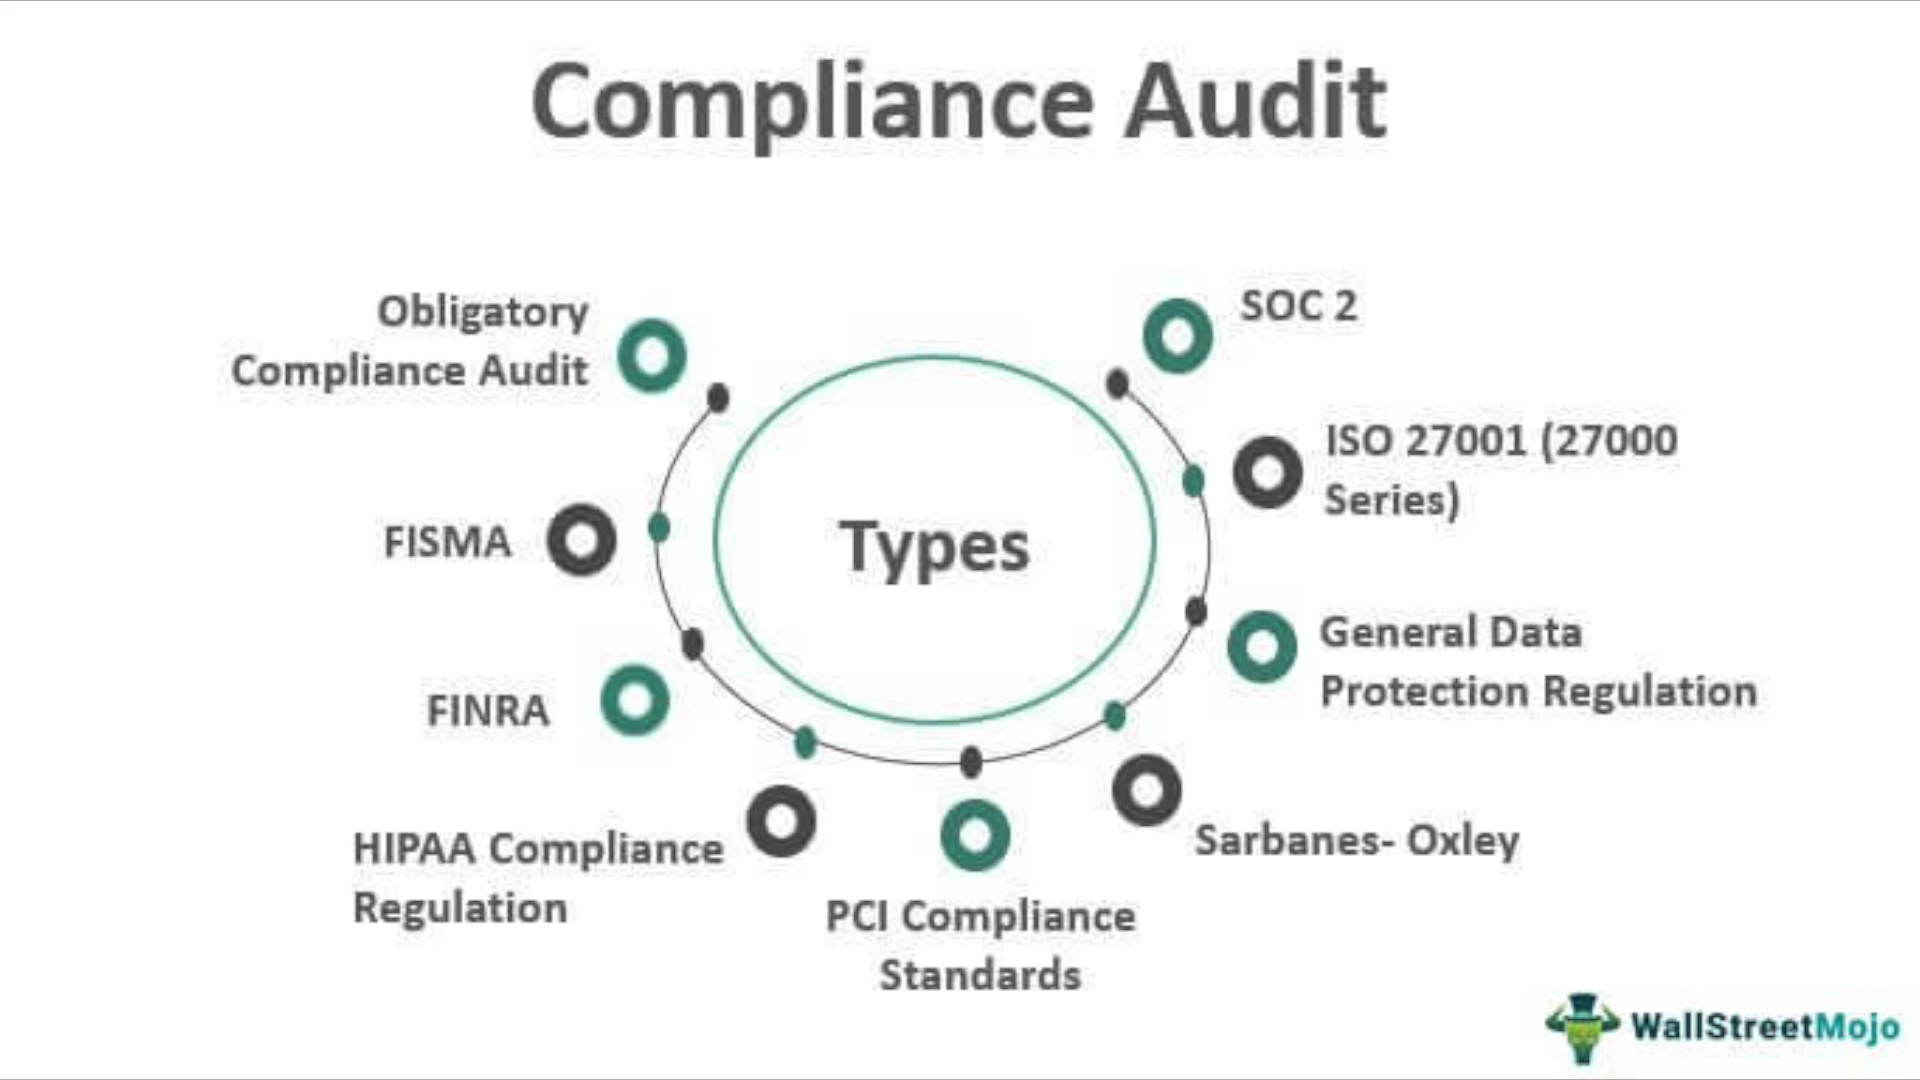 Compliance Audit
Obligatory
Compliance Audit
SOC 2
ISO 27001 (27000
Series)
FISMA
Types
General Data
Protection Regulation
FINRA
Sarbanes- Oxley
HIPAA Compliance
Regulation
PCI Compliance
Standards
WallStreetMojo